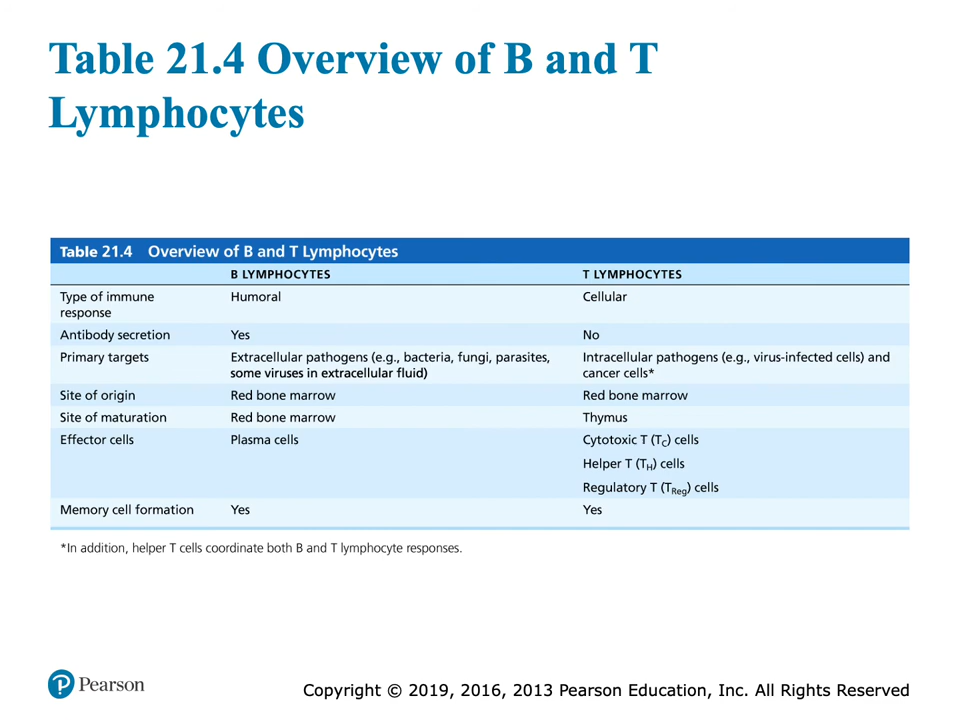 Table 21.4 Overview of B and T
Lymphocytes
Table 21.4 Overview of B and T Lymphocytes
B LYMPHOCYTES T LYMPHOCYTES
Type of immune response Humoral Cellular
Antibody secretion Yes No
Primary targets Extracellular pathogens (e.g., bacteria, fungi, parasites, some viruses in extracellular fluid) Intracellular pathogens (e.g., virus-infected cells) and cancer cells*
Site of origin Red bone marrow Red bone marrow
Site of maturation Red bone marrow Thymus
Effector cells Plasma cells Cytotoxic T (TC) cells
Helper T (TH) cells
Regulatory T (TReg) cells
Memory cell formation Yes Yes
*In addition, helper T cells coordinate both B and T lymphocyte responses.
P Pearson
Copyright © 2019, 2016, 2013 Pearson Education, Inc. All Rights Reserved